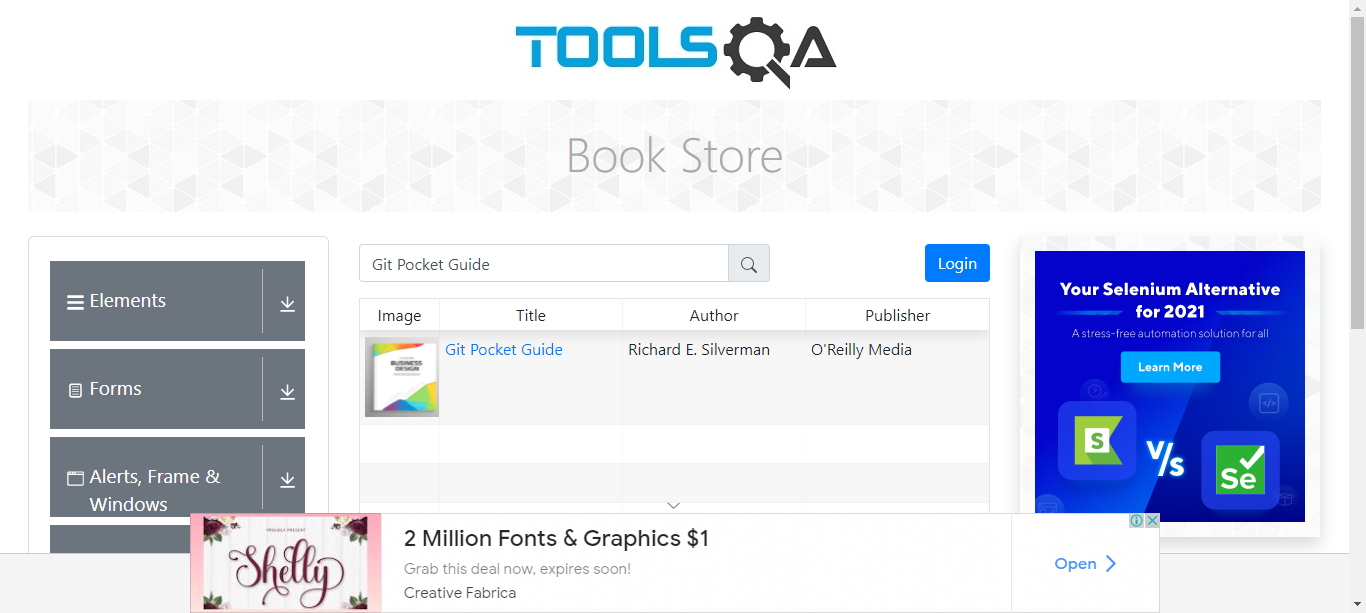 TOOLSQA
Book Store
Elements
Forms
Alerts, Frame &
Windows
Git Pocket Guide
Login
Image Title Author Publisher
BUSINESS
DESIGN
Git Pocket Guide Richard E. Silverman O'Reilly Media
Your Selenium Alternative
for 2021
A stress-free automation solution for all
Learn More
S
V/s
Se
PROUDLY PRESENT
Shelly
2 Million Fonts & Graphics $1
Grab this deal now, expires soon!
Creative Fabrica
Open